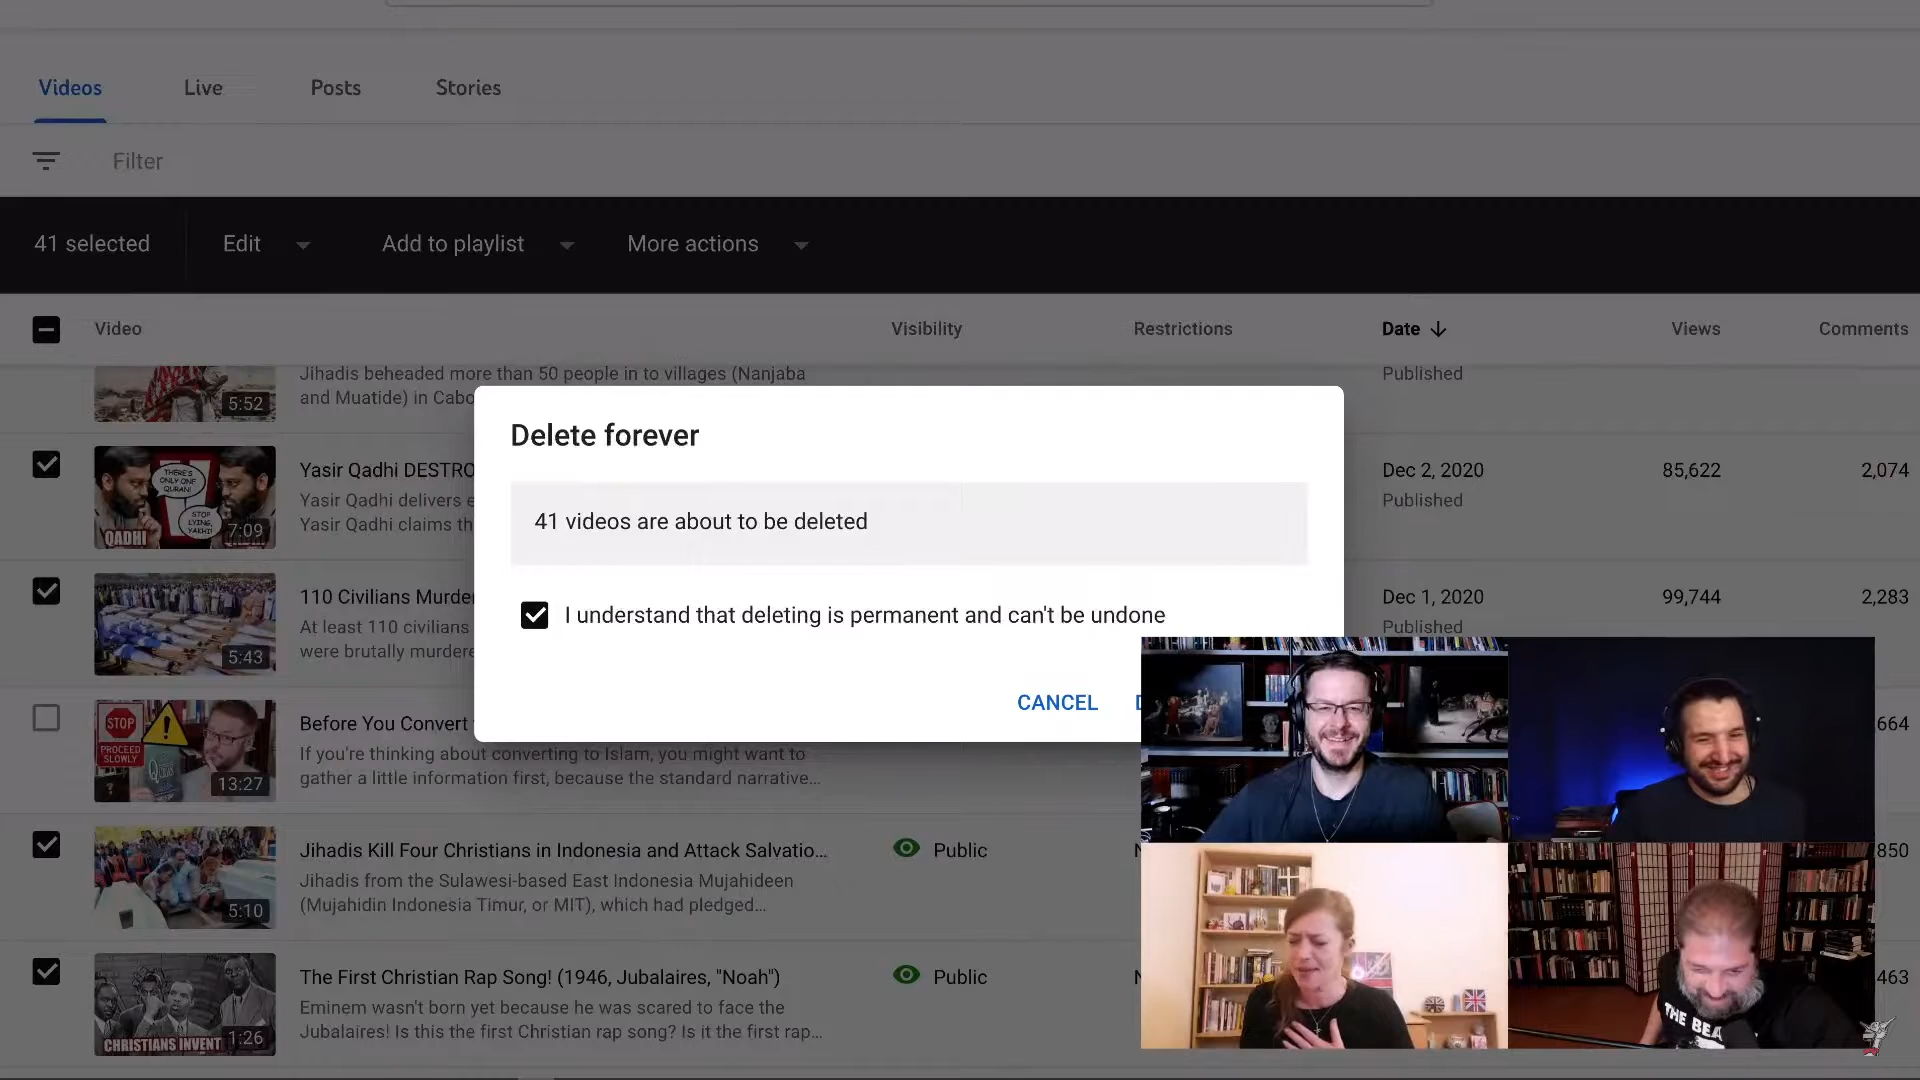 Videos Live Posts Stories
Filter
41 selected Edit Add to playlist More actions
Video Visibility Restrictions Date Views Comments
Jihadis beheaded more than 50 people in to villages (Nanjaba
and Muatide) in Cabo
5:52
Published
Delete forever
41 videos are about to be deleted
I understand that deleting is permanent and can't be undone
CANCEL
THERE'S
ONLY ONE
QURAN!
STOP
LYING,
YAKHI!
QADHI
7:09
Yasir Qadhi DESTRO
Yasir Qadhi delivers e
Yasir Qadhi claims th
Dec 2, 2020
Published
85,622
2,074
5:43
110 Civilians Murde
At least 110 civilians
were brutally murdere
Dec 1, 2020
Published
99,744
2,283
STOP
PROCEED
SLOWLY
13:27
Before You Convert
If you're thinking about converting to Islam, you might want to
gather a little information first, because the standard narrative...
664
5:10
Jihadis Kill Four Christians in Indonesia and Attack Salvatio...
Jihadis from the Sulawesi-based East Indonesia Mujahideen
(Mujahidin Indonesia Timur, or MIT), which had pledged...
Public
850
CHRISTIANS INVENT
1:26
The First Christian Rap Song! (1946, Jubalaires, "Noah")
Eminem wasn't born yet because he was scared to face the
Jubalaires! Is this the first Christian rap song? Is it the first rap...
Public
463
THE BEA